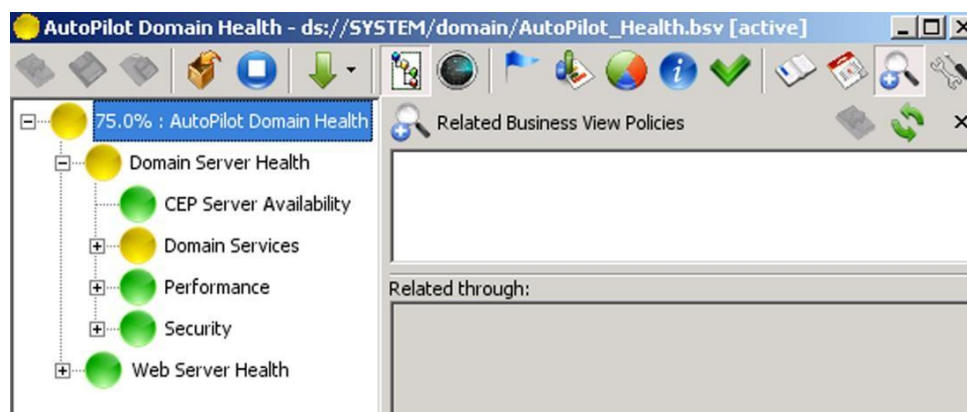 AutoPilot Domain Health - ds://SYSTEM/domain/AutoPilot_Health.bsv [active]
75.0% : AutoPilot Domain Health
Domain Server Health
CEP Server Availability
Domain Services
Performance
Security
Web Server Health
Related Business View Policies
Related through: